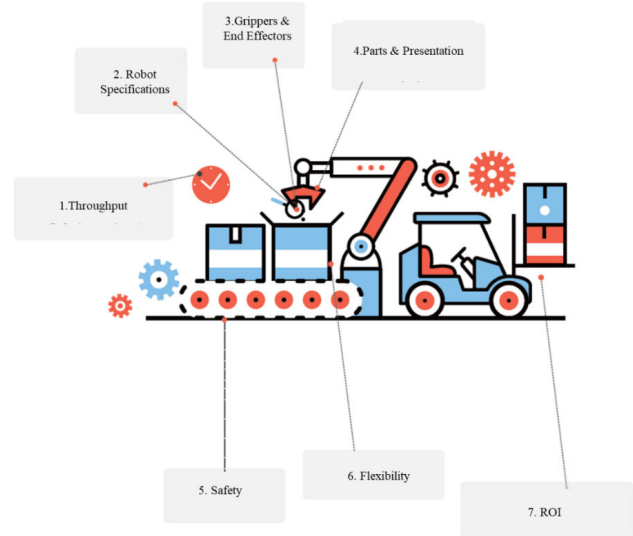 3.Grippers &
End Effectors
4.Parts & Presentation
2. Robot
Specifications
1.Throughput
5. Safety
6. Flexibility
7. ROI